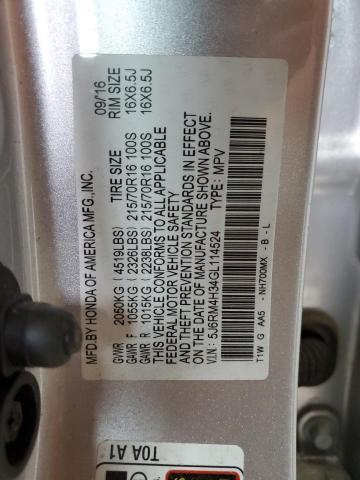 MFD.BY HONDA OF AMERICA MFG.,INC. 09/16
TIRE SIZE RIM SIZE
GVWR 2050KG (4519LBS)
GAWR F 1055KG (2326LBS) 215/70R16 100S 16X6.5J
GAWR R 1015KG (2238LBS) 215/70R16 100S 16X6.5J
THIS VEHICLE CONFORMS TO ALL APPLICABLE
FEDERAL MOTOR VEHICLE SAFETY
AND THEFT PREVENTION STANDARDS IN EFFECT
ON THE DATE OF MANUFACTURE SHOWN ABOVE.
V.I.N: 5J6RM4H34GL114524 TYPE: MPV
T1W G AA5 - NH700MX - B - L
T0A A1